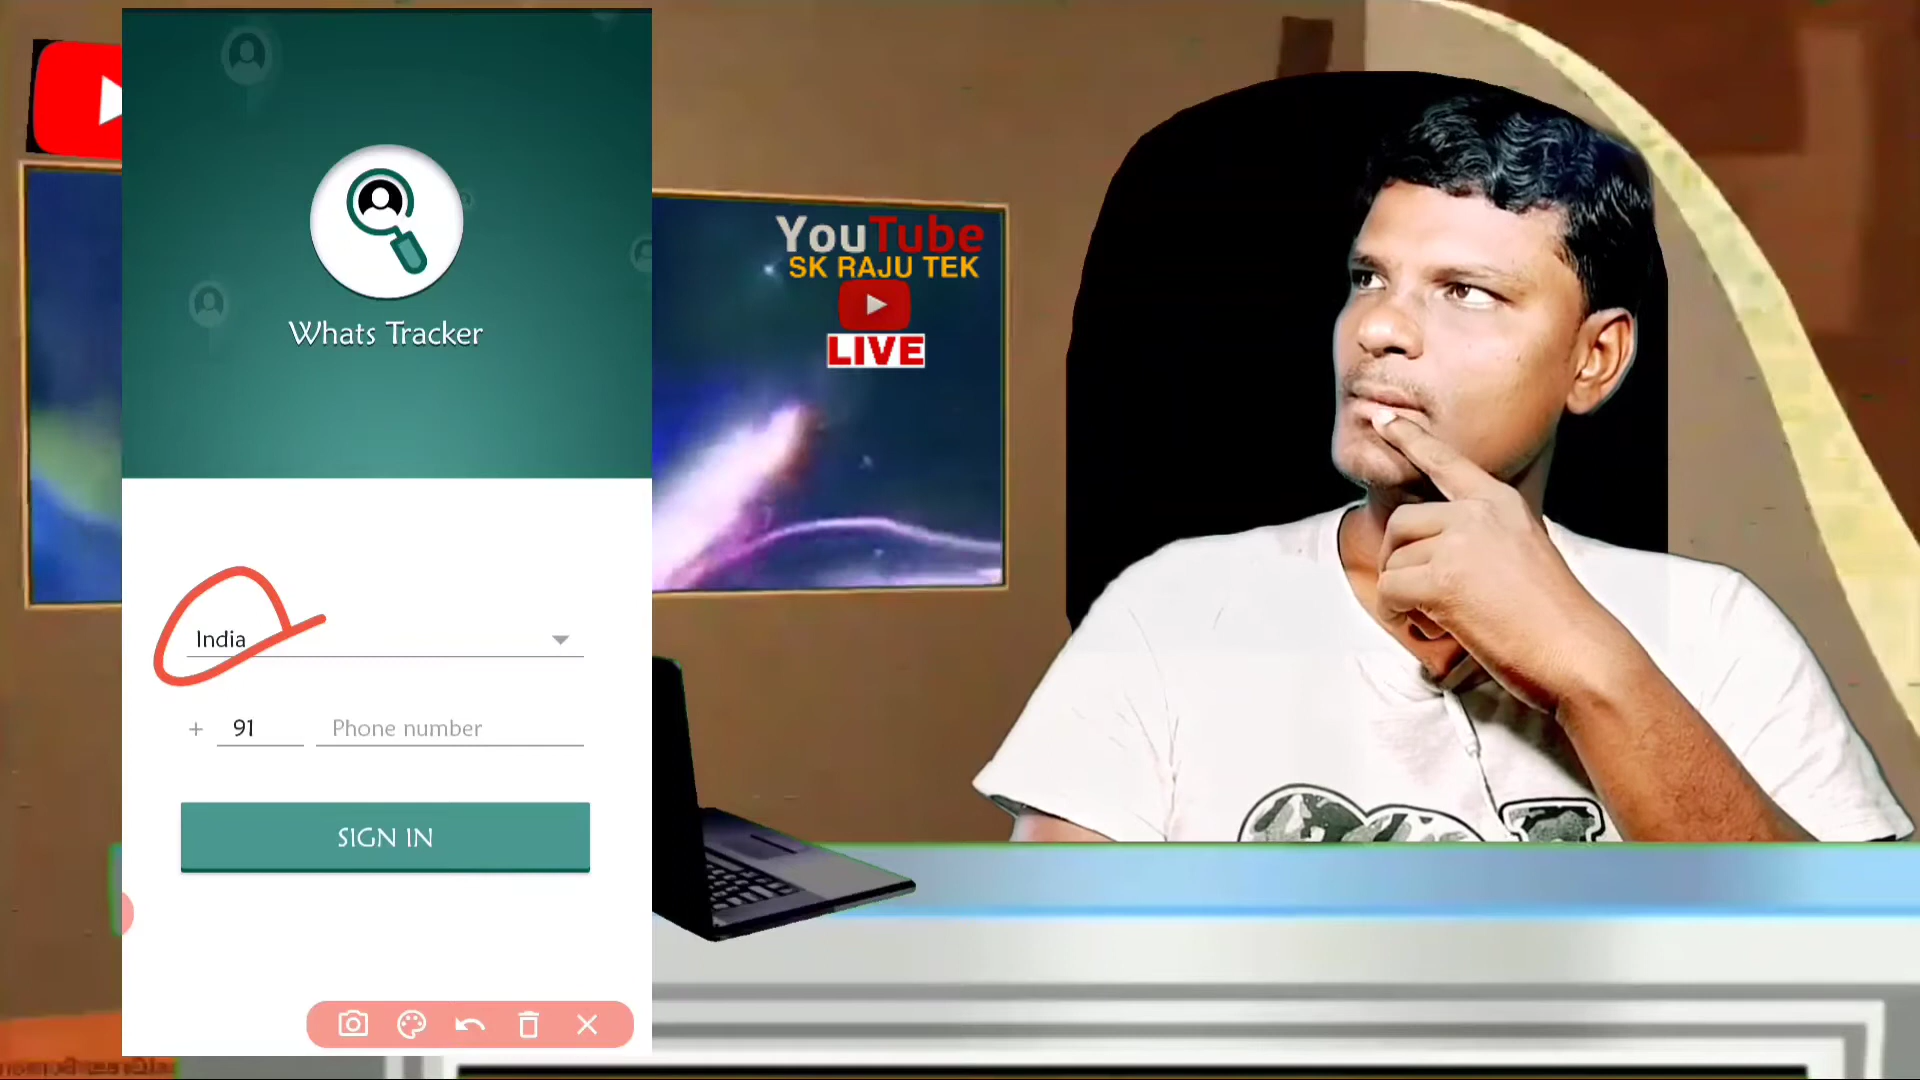 Whats Tracker
India
+ 91 Phone number
SIGN IN
YouTube
SK RAJU TEK
LIVE